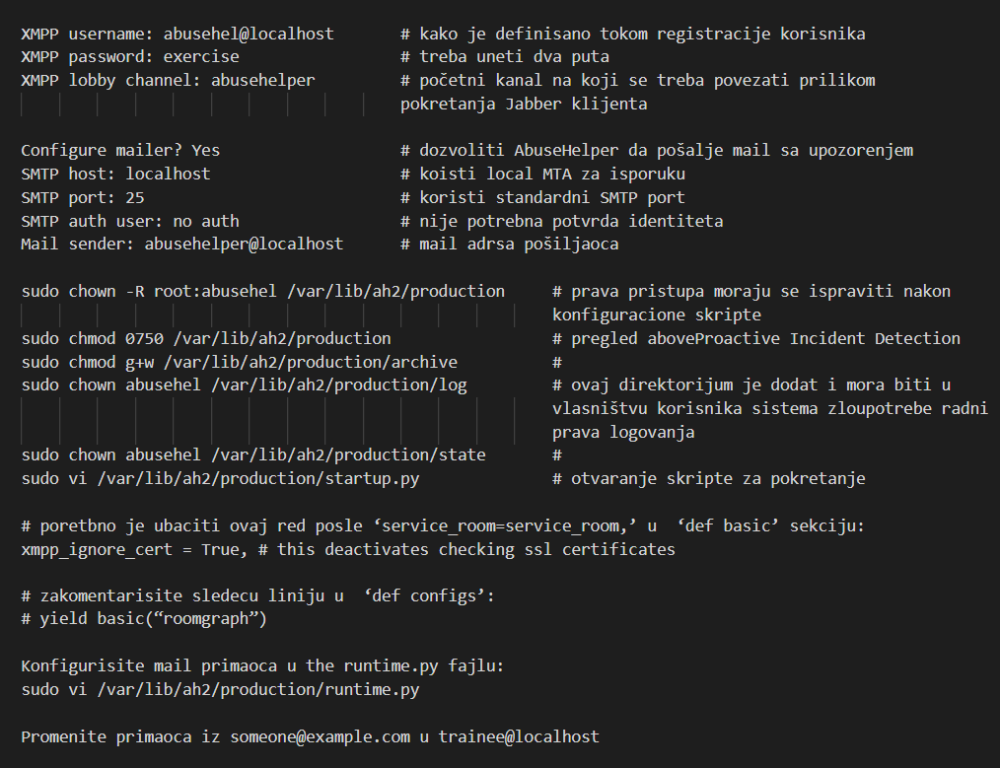 XMPP username: abusehel@localhost # kako je definisano tokom registracije korisnika
XMPP password: exercise # treba uneti dva puta
XMPP lobby channel: abusehelper # početni kanal na koji se treba povezati prilikom
pokretanja Jabber klijenta
Configure mailer? Yes # dozvoliti AbuseHelper da pošalje mail sa upozorenjem
SMTP host: localhost # koisti local MTA za isporuku
SMTP port: 25 # koristi standardni SMTP port
SMTP auth user: no auth # nije potrebna potvrda identiteta
Mail sender: abusehelper@localhost # mail adrsa pošiljaoca
sudo chown -R root:abusehel /var/lib/ah2/production # prava pristupa moraju se ispraviti nakon
konfiguracione skripte
sudo chmod 0750 /var/lib/ah2/production # pregled aboveProactive Incident Detection
sudo chmod g+w /var/lib/ah2/production/archive #
sudo chown abusehel /var/lib/ah2/production/log # ovaj direktorijum je dodat i mora biti u
vlasništvu korisnika sistema zloupotrebe radni
prava logovanja
sudo chown abusehel /var/lib/ah2/production/state #
sudo vi /var/lib/ah2/production/startup.py # otvaranje skripte za pokretanje
# poretbno je ubaciti ovaj red posle ‘service_room=service_room,’ u ‘def basic’ sekciju:
xmpp_ignore_cert = True, # this deactivates checking ssl certificates
# zakomentarisite sledecu liniju u ‘def configs’:
# yield basic(“roomgraph”)
Konfigurisite mail primaoca u the runtime.py fajlu:
sudo vi /var/lib/ah2/production/runtime.py
Promenite primaoca iz someone@example.com u trainee@localhost